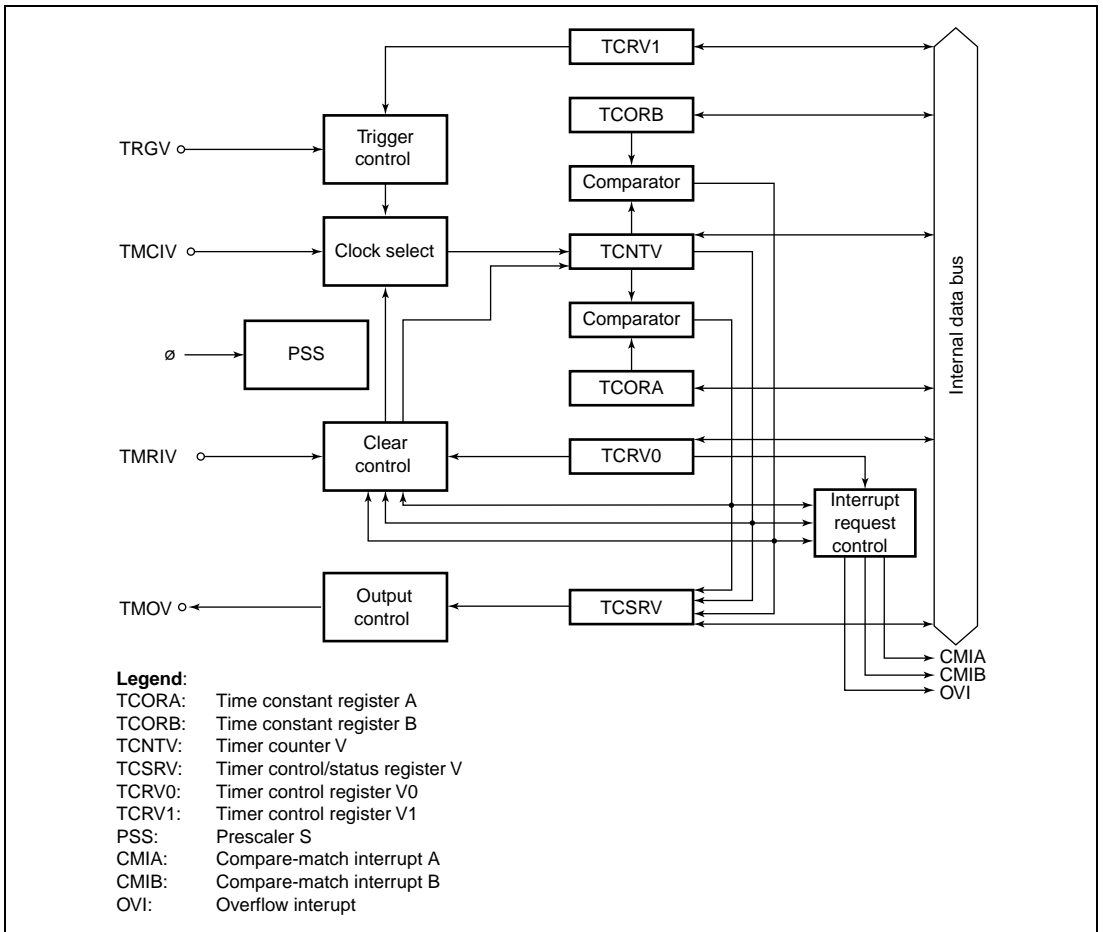 TCRV1
TCORB
TRGV
Trigger
control
Comparator
TMCIV
Clock select
TCNTV
Comparator
ø
PSS
TCORA
Internal data bus
TMRIV
Clear
control
TCRV0
Interrupt
request
control
TMOV
Output
control
TCSRV
CMIA
CMIB
OVI
Legend:
TCORA: Time constant register A
TCORB: Time constant register B
TCNTV: Timer counter V
TCSRV: Timer control/status register V
TCRV0: Timer control register V0
TCRV1: Timer control register V1
PSS: Prescaler S
CMIA: Compare-match interrupt A
CMIB: Compare-match interrupt B
OVI: Overflow interupt